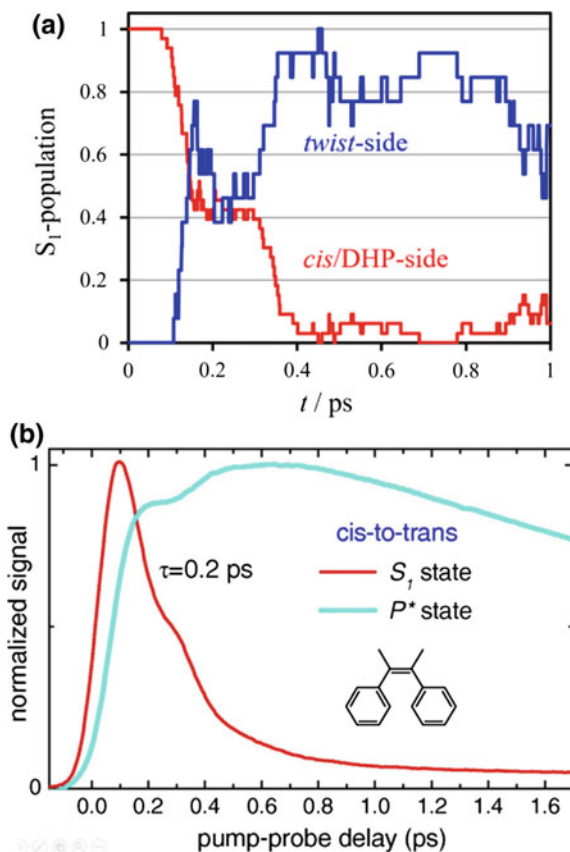 (a)
1
0.8
0.6
0.4
0.2
0
S₁-population
twist-side
cis/DHP-side
0 0.2 0.4 0.6 0.8 1
t / ps
(b)
1
0
normalized signal
cis-to-trans
τ=0.2 ps
S₁ state
P* state
0.0 0.2 0.4 0.6 0.8 1.0 1.2 1.4 1.6
pump-probe delay (ps)